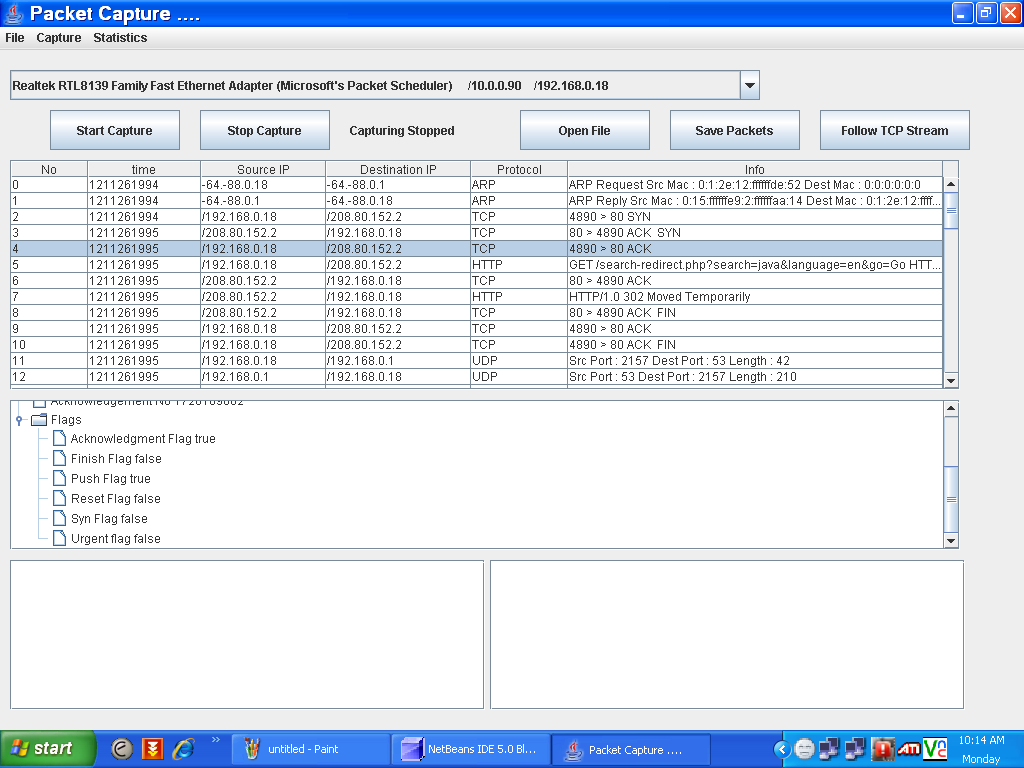 Packet Capture ....
File Capture Statistics
Realtek RTL8139 Family Fast Ethernet Adapter (Microsoft's Packet Scheduler) /10.0.0.90 /192.168.0.18
Start Capture Stop Capture Capturing Stopped Open File Save Packets Follow TCP Stream
No time Source IP Destination IP Protocol Info
0 1211261994 -64.-88.0.18 -64.-88.0.1 ARP ARP Request Src Mac : 0:1:2e:12:ffffffde:52 Dest Mac : 0:0:0:0:0:0
1 1211261994 -64.-88.0.1 -64.-88.0.18 ARP ARP Reply Src Mac : 0:15:ffffffe9:2:ffffffaa:14 Dest Mac : 0:1:2e:12:ffff...
2 1211261994 /192.168.0.18 /208.80.152.2 TCP 4890 > 80 SYN
3 1211261995 /208.80.152.2 /192.168.0.18 TCP 80 > 4890 ACK SYN
4 1211261995 /192.168.0.18 /208.80.152.2 TCP 4890 > 80 ACK
5 1211261995 /192.168.0.18 /208.80.152.2 HTTP GET /search-redirect.php?search=java&language=en&go=Go HTT...
6 1211261995 /208.80.152.2 /192.168.0.18 TCP 80 > 4890 ACK
7 1211261995 /208.80.152.2 /192.168.0.18 HTTP HTTP/1.0 302 Moved Temporarily
8 1211261995 /208.80.152.2 /192.168.0.18 TCP 80 > 4890 ACK FIN
9 1211261995 /192.168.0.18 /208.80.152.2 TCP 4890 > 80 ACK
10 1211261995 /192.168.0.18 /208.80.152.2 TCP 4890 > 80 ACK FIN
11 1211261995 /192.168.0.18 /192.168.0.1 UDP Src Port : 2157 Dest Port : 53 Length : 42
12 1211261995 /192.168.0.1 /192.168.0.18 UDP Src Port : 53 Dest Port : 2157 Length : 210
Acknowledgement No
Flags
Acknowledgment Flag true
Finish Flag false
Push Flag true
Reset Flag false
Syn Flag false
Urgent flag false
start untitled - Paint NetBeans IDE 5.0 Bl... Packet Capture .... 10:14 AM
Monday